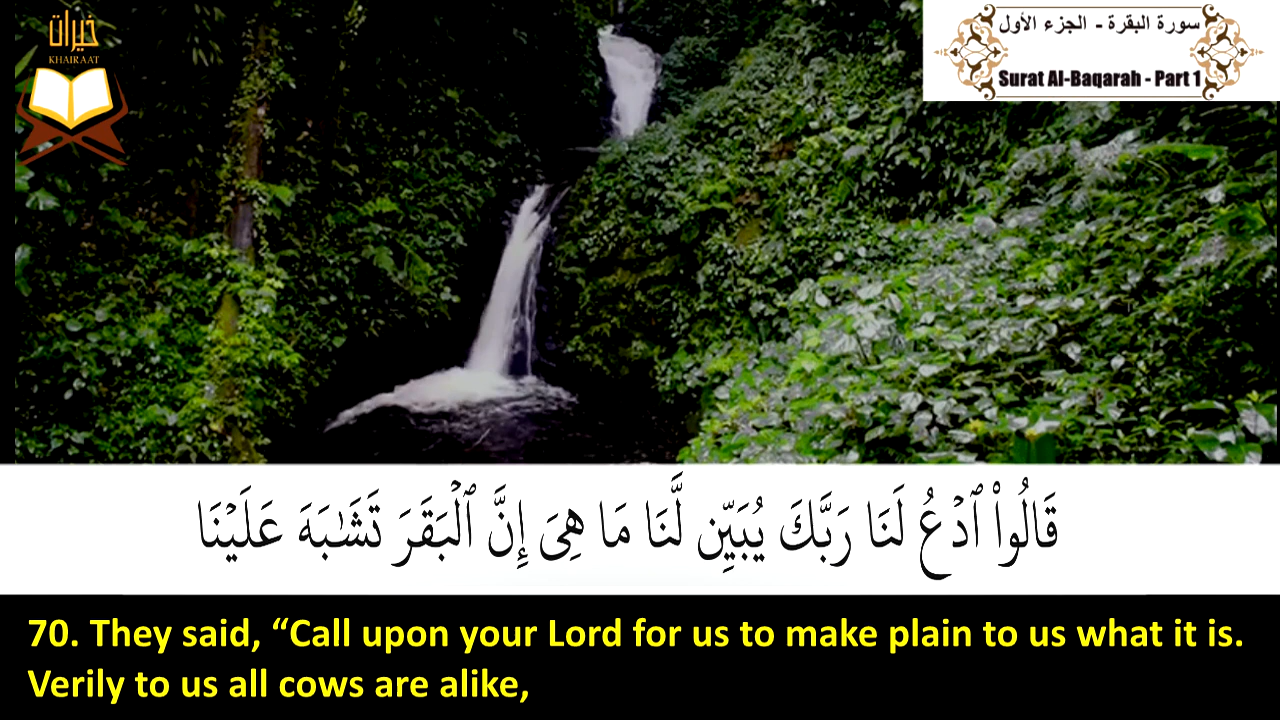 خيرات
KHAIRAAT
سورة البقرة - الجزء الأول
Surat Al-Baqarah - Part 1
قَالُوا۟ ٱدْعُ لَنَا رَبَّكَ يُبَيِّن لَّنَا مَا هِىَ إِنَّ ٱلْبَقَرَ تَشَـٰبَهَ عَلَيْنَا
70. They said, “Call upon your Lord for us to make plain to us what it is.
Verily to us all cows are alike,